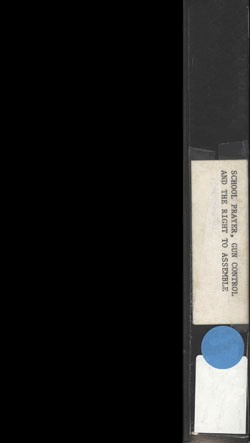 SCHOOL PRAYER, GUN CONTROL
AND THE RIGHT TO ASSEMBLE